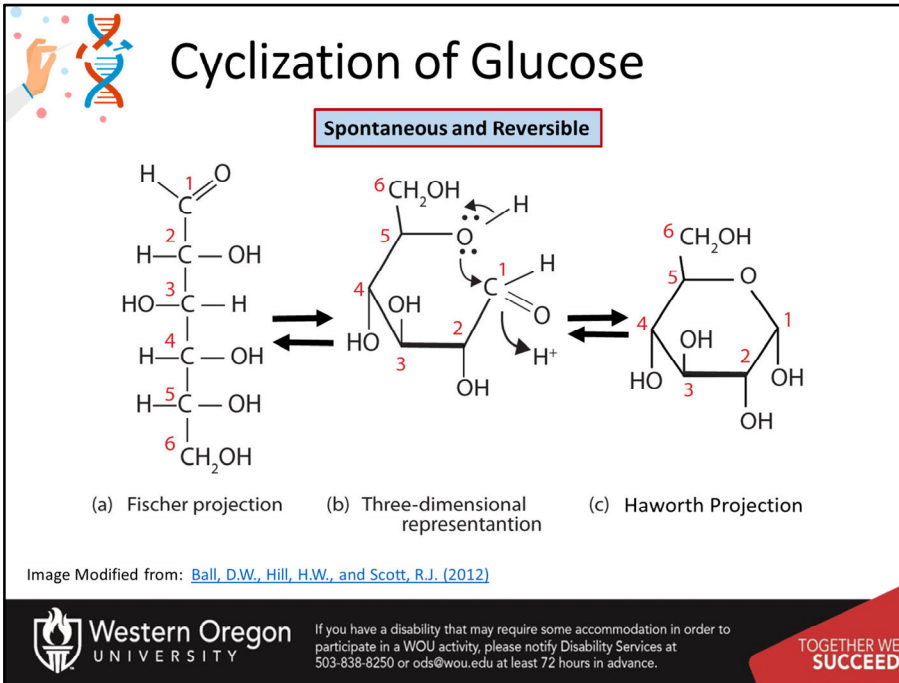 Cyclization of Glucose
Spontaneous and Reversible
H
O
1
C
2
H—C—OH
3
HO—C—H
4
H—C—OH
5
H—C—OH
6
CH₂OH
6
CH₂OH
H
5
O
1
H
C
4
OH
2
O
HO
H⁺
3
OH
6
CH₂OH
5
O
4
1
OH
2
HO
OH
3
OH
(a) Fischer projection
(b) Three-dimensional
representantion
(c) Haworth Projection
Image Modified from: Ball, D.W., Hill, H.W., and Scott, R.J. (2012)
Western Oregon
UNIVERSITY
If you have a disability that may require some accommodation in order to
participate in a WOU activity, please notify Disability Services at
503-838-8250 or ods@wou.edu at least 72 hours in advance.
TOGETHER WE
SUCCEED